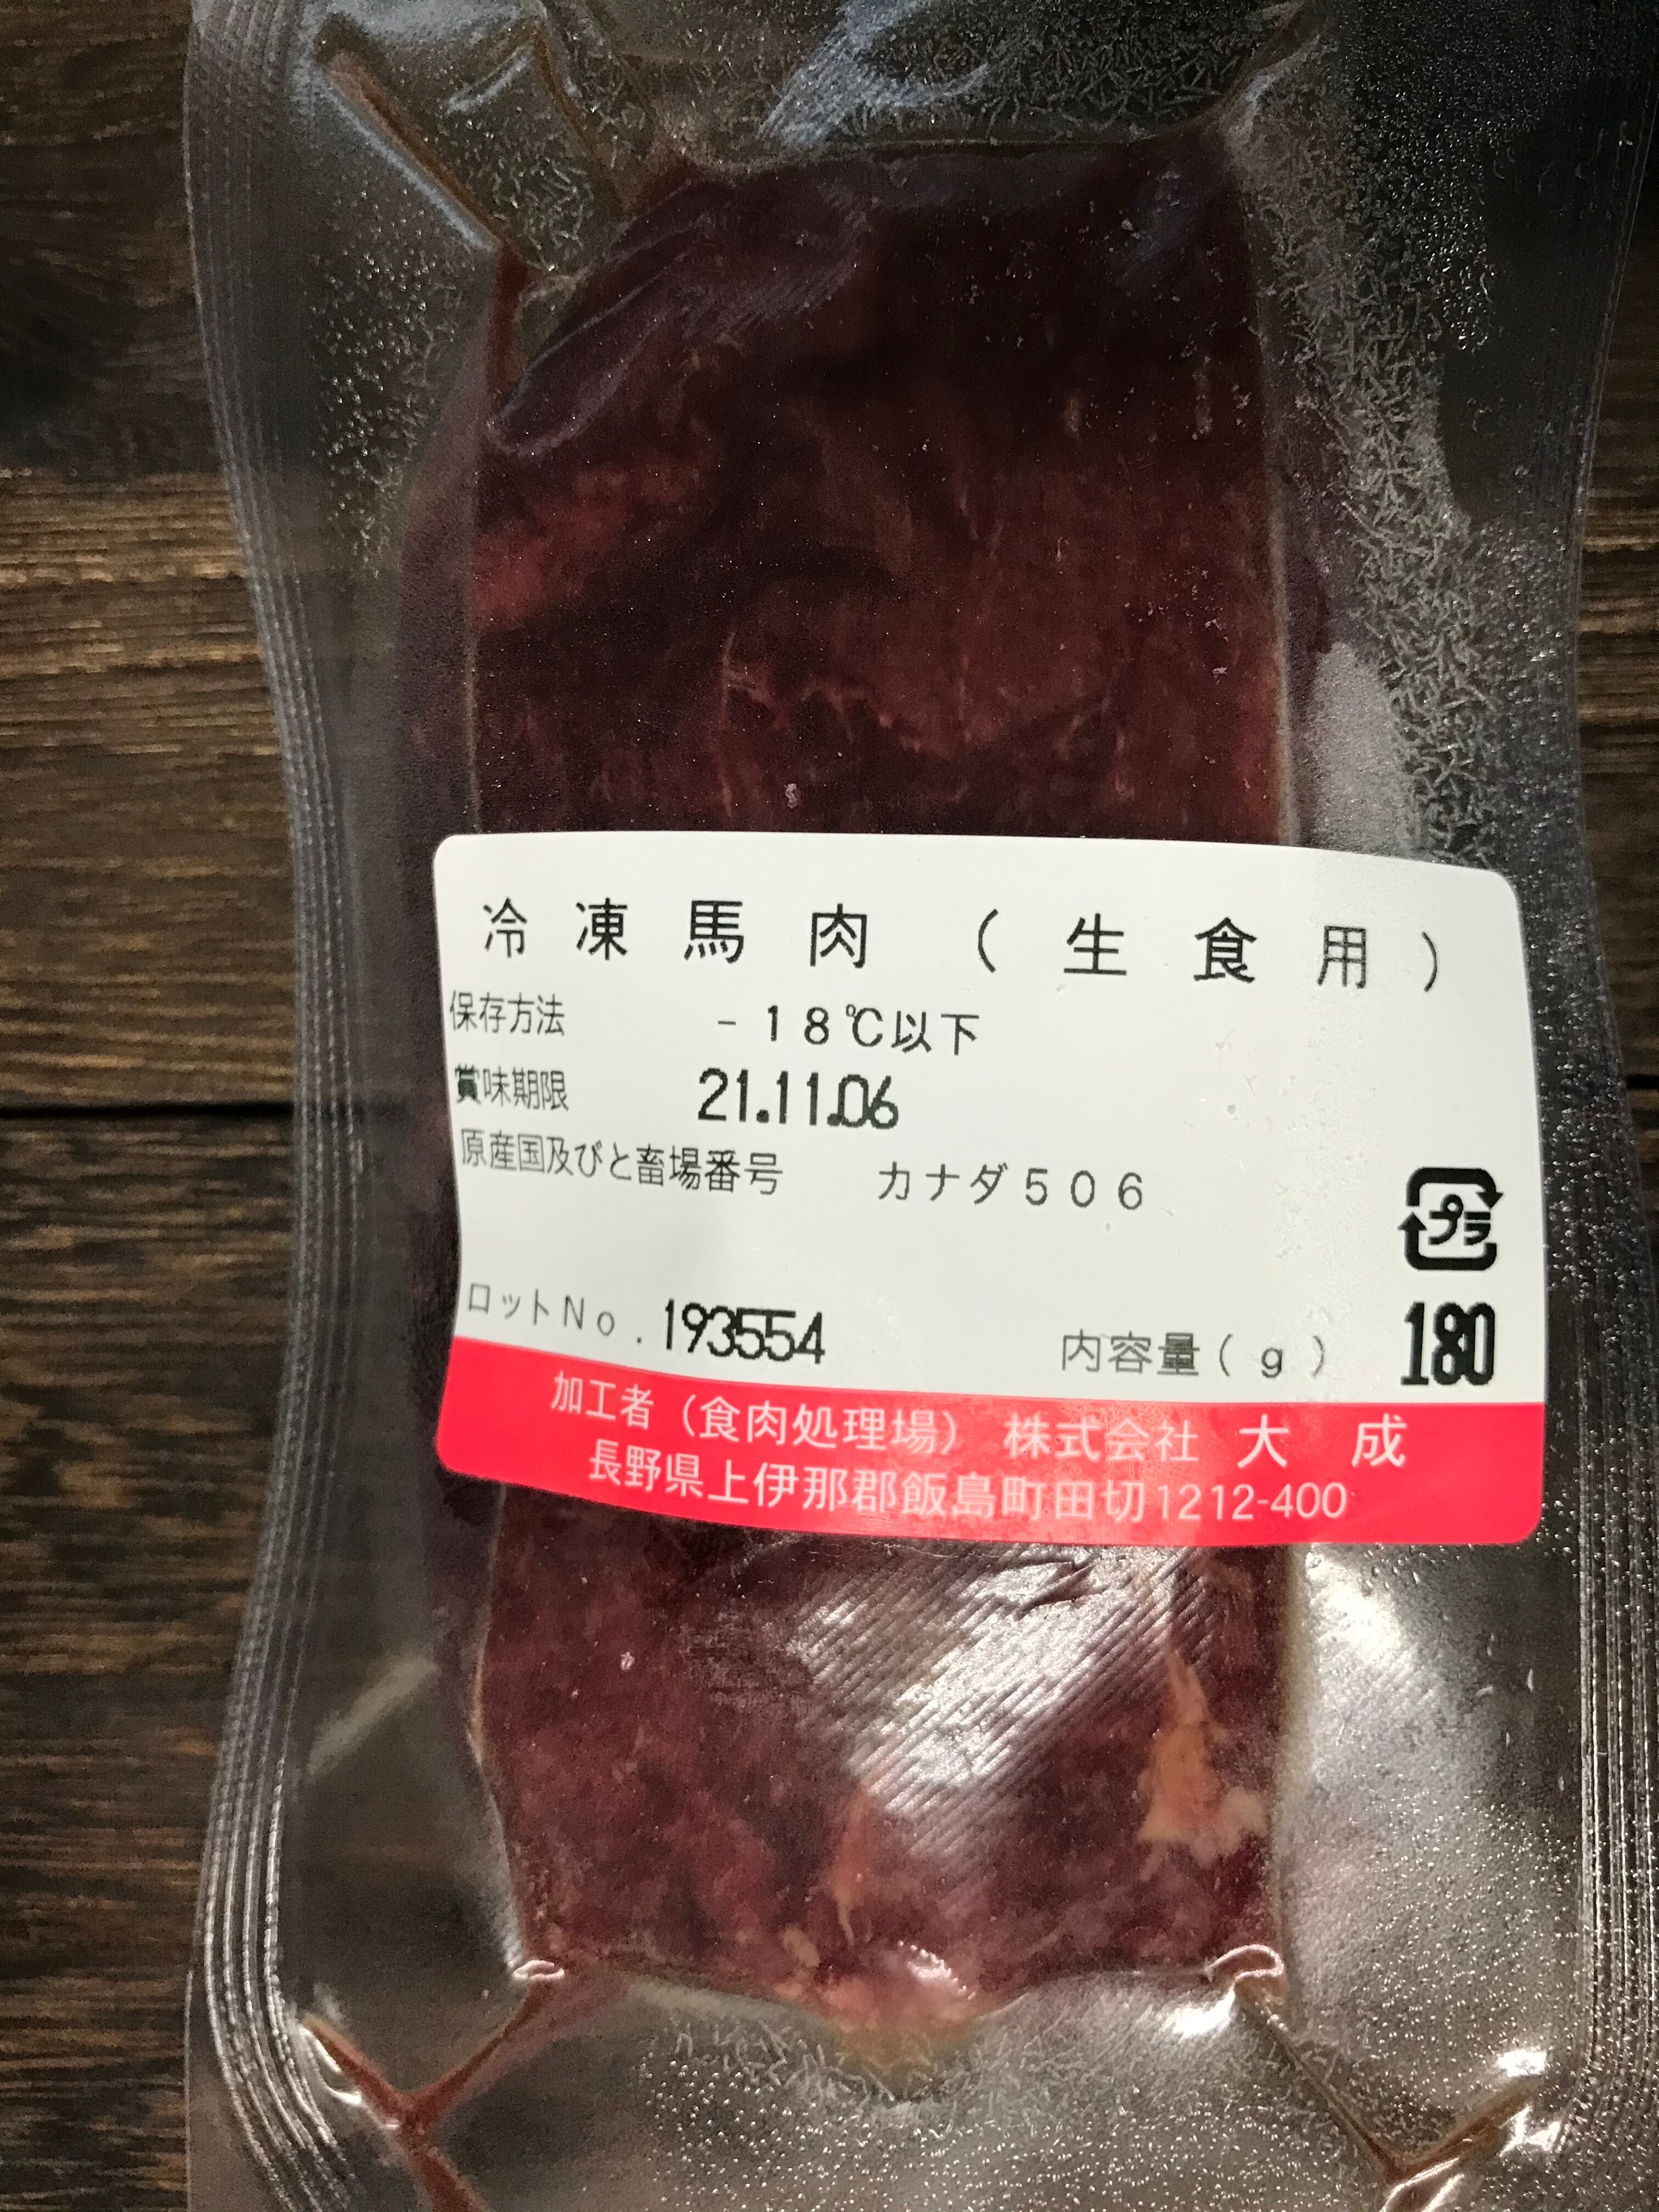 冷凍馬肉（生食用）
保存方法 －１８℃以下
賞味期限 21.11.06
原産国及びと畜場番号 カナダ５０６
プラ
ロットＮｏ．193554 内容量（ｇ） 180
加工者（食肉処理場） 株式会社 大 成
長野県上伊那郡飯島町田切1212-400